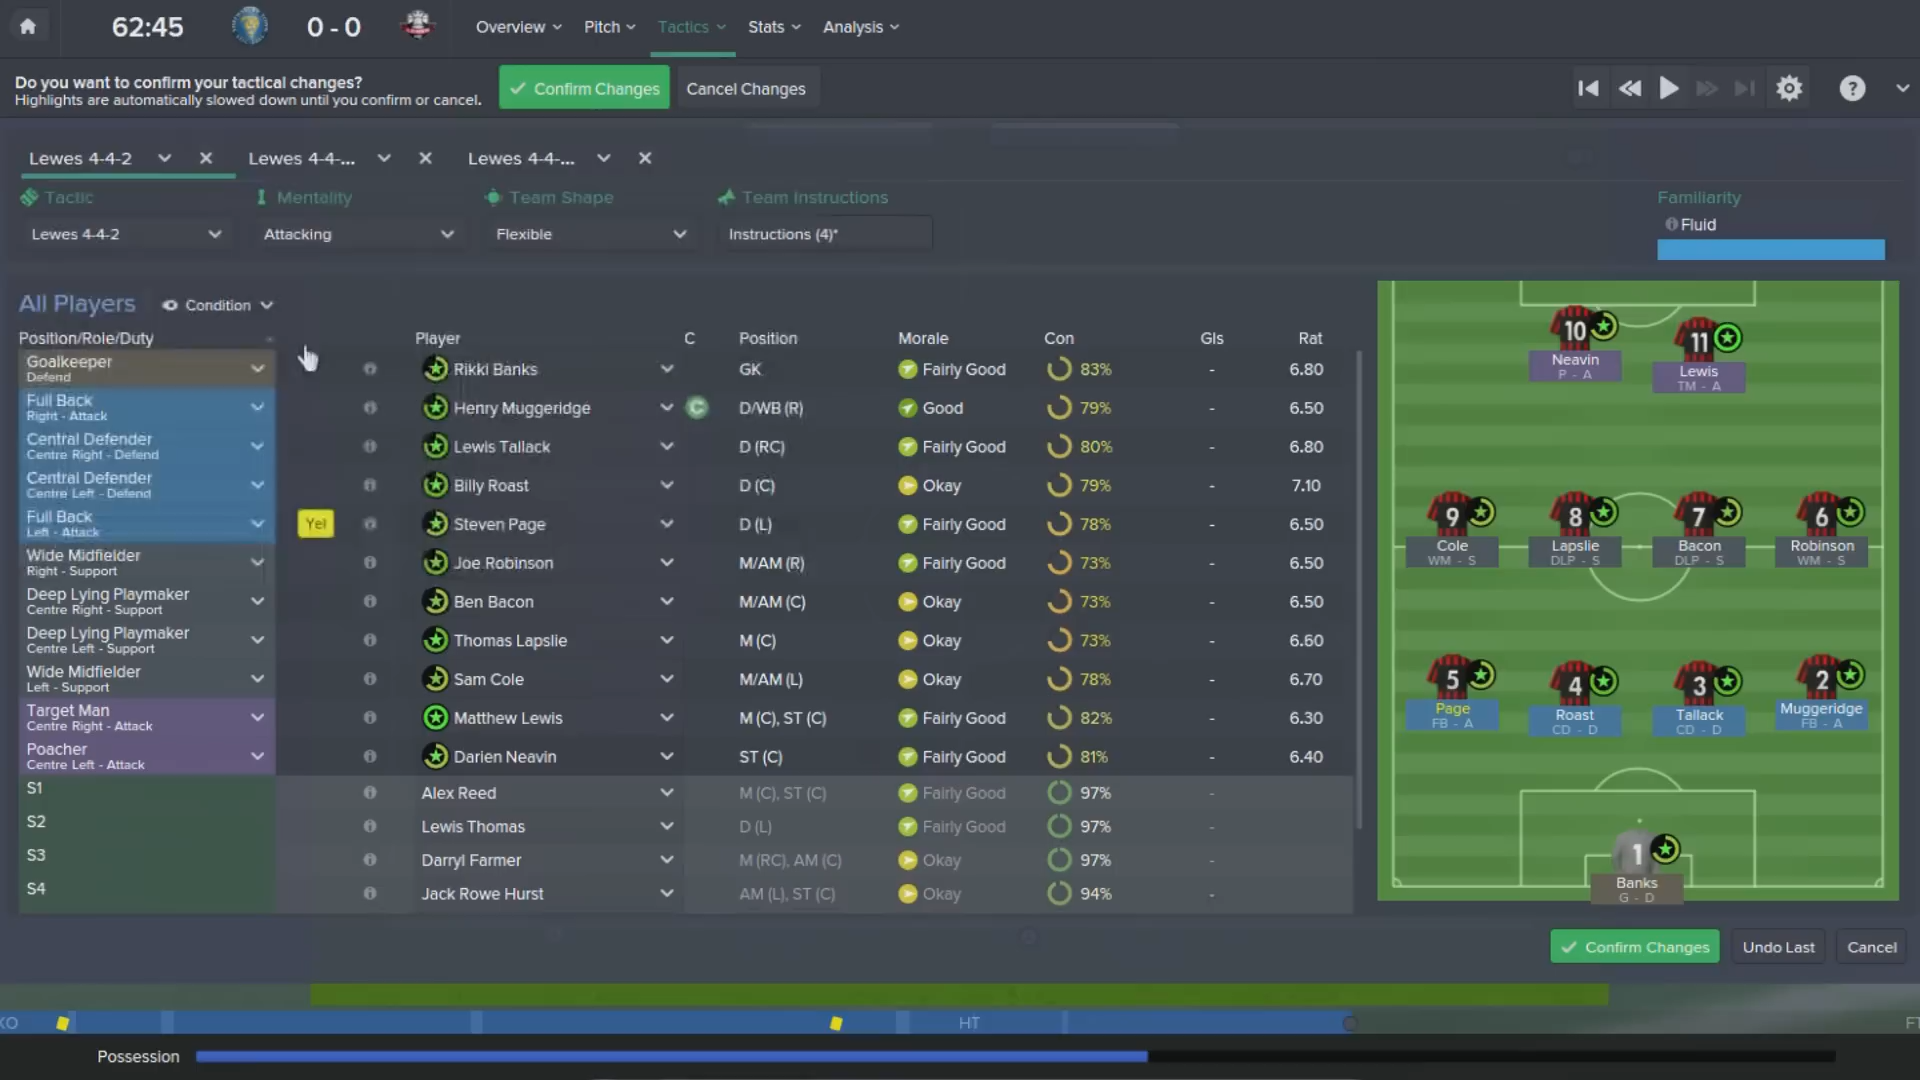 62:45
0 - 0
Overview
Pitch
Tactics
Stats
Analysis
Do you want to confirm your tactical changes?
Highlights are automatically slowed down until you confirm or cancel.
Confirm Changes
Cancel Changes
?
Lewes 4-4-2
Lewes 4-4-...
Lewes 4-4-...
Tactic
Mentality
Team Shape
Team Instructions
Familiarity
Lewes 4-4-2
Attacking
Flexible
Instructions (4)*
Fluid
All Players
Condition
Position/Role/Duty Player C Position Morale Con Gls Rat
Goalkeeper
Defend
Rikki Banks GK Fairly Good 83% - 6.80
Full Back
Right - Attack
Henry Muggeridge C D/WB (R) Good 79% - 6.50
Central Defender
Centre Right - Defend
Lewis Tallack D (RC) Fairly Good 80% - 6.80
Central Defender
Centre Left - Defend
Billy Roast D (C) Okay 79% - 7.10
Full Back
Left - Attack
Yel Steven Page D (L) Fairly Good 78% - 6.50
Wide Midfielder
Right - Support
Joe Robinson M/AM (R) Fairly Good 73% - 6.50
Deep Lying Playmaker
Centre Right - Support
Ben Bacon M/AM (C) Okay 73% - 6.50
Deep Lying Playmaker
Centre Left - Support
Thomas Lapslie M (C) Okay 73% - 6.60
Wide Midfielder
Left - Support
Sam Cole M/AM (L) Okay 78% - 6.70
Target Man
Centre Right - Attack
Matthew Lewis M (C), ST (C) Fairly Good 82% - 6.30
Poacher
Centre Left - Attack
Darien Neavin ST (C) Fairly Good 81% - 6.40
S1 Alex Reed M (C), ST (C) Fairly Good 97% -
S2 Lewis Thomas D (L) Fairly Good 97% -
S3 Darryl Farmer M (RC), AM (C) Okay 97% -
S4 Jack Rowe Hurst AM (L), ST (C) Okay 94% -
10
Neavin
P - A
11
Lewis
TM - A
9 8 7 6
Cole Lapslie Bacon Robinson
WM - S DLP - S DLP - S WM - S
5 4 3 2
Page Roast Tallack Muggeridge
FB - A CD - D CD - D FB - A
1
Banks
G - D
Confirm Changes
Undo Last
Cancel
KO HT FT
Possession